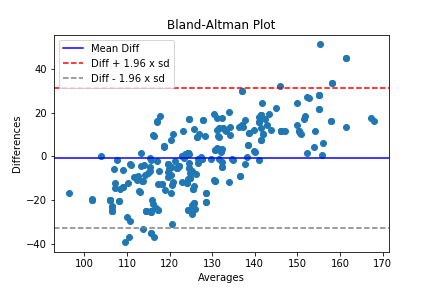 Bland-Altman Plot
Mean Diff
Diff + 1.96 x sd
Diff - 1.96 x sd
Differences
40
20
0
−20
−40
100
110
120
130
140
150
160
170
Averages